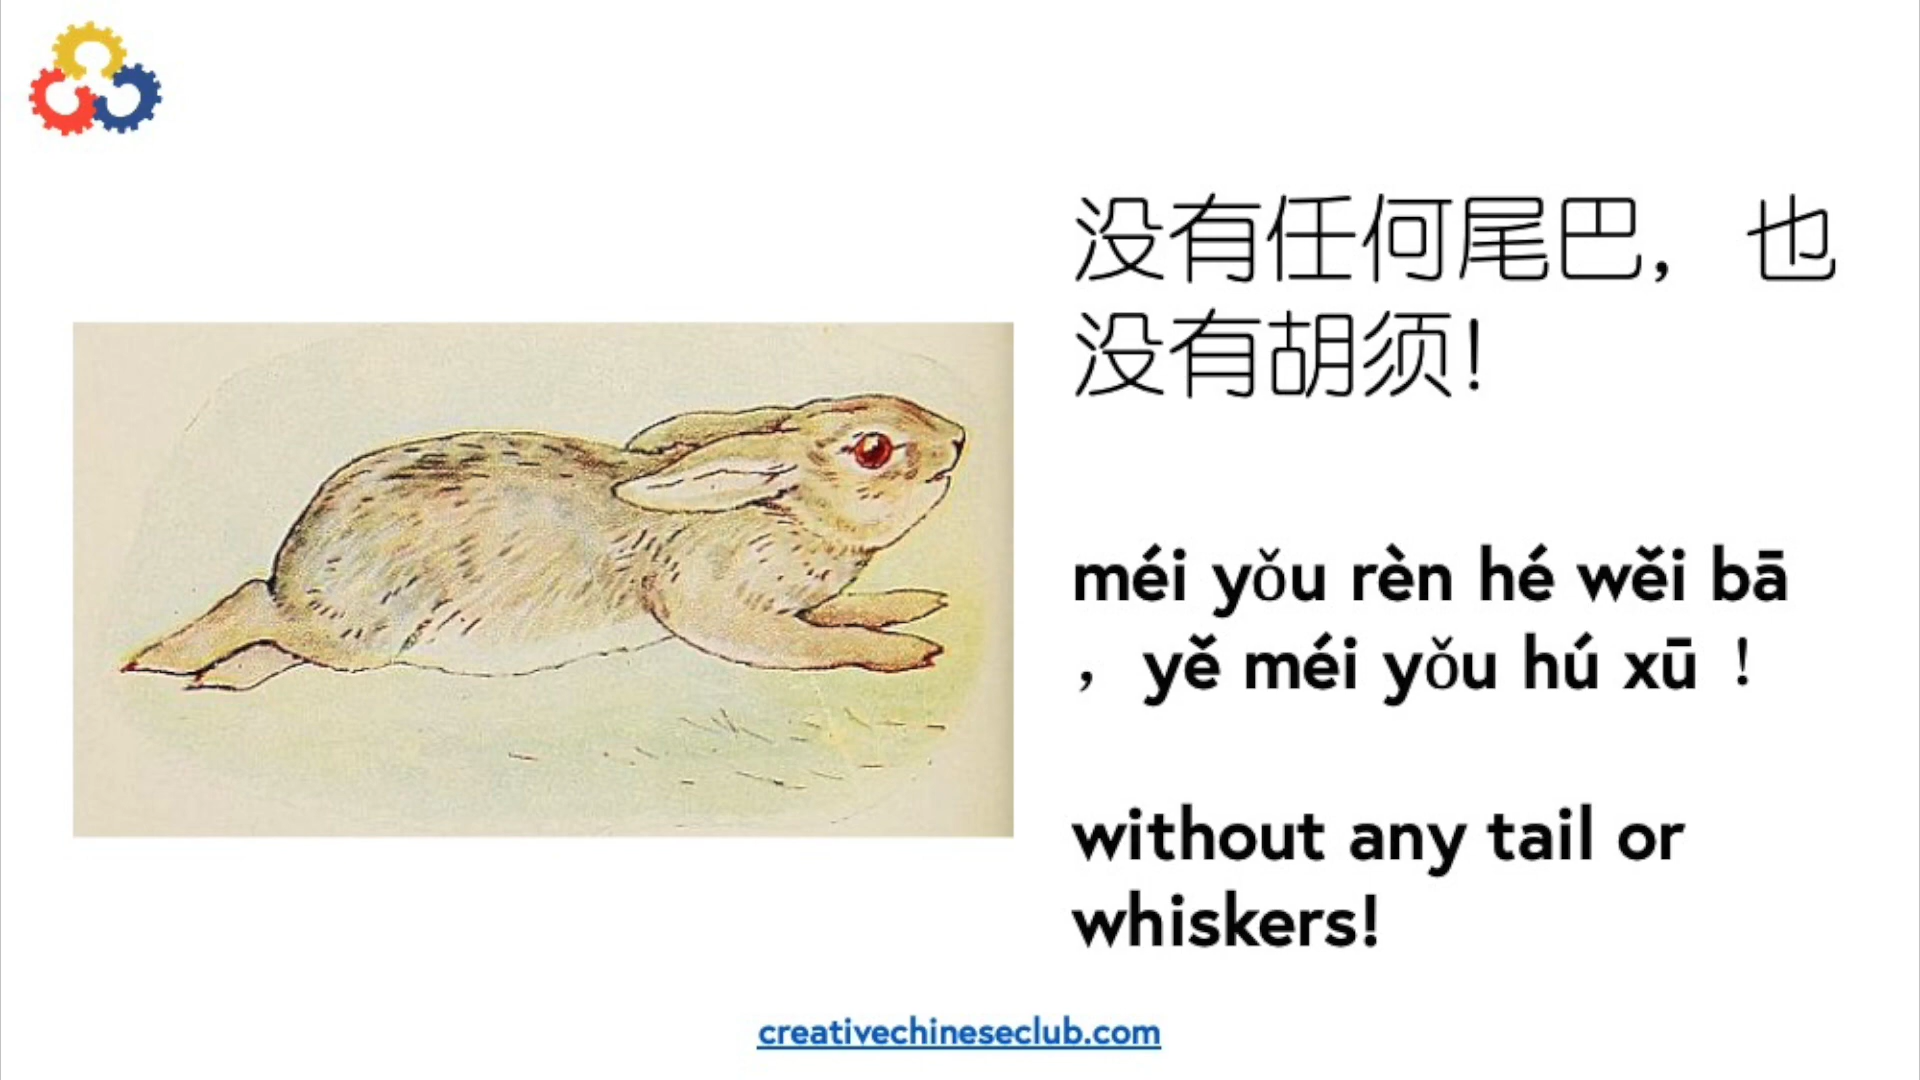 没有任何尾巴，也
没有胡须！
méi yǒu rèn hé wěi bā
，yě méi yǒu hú xū ！
without any tail or
whiskers!
creativechineseclub.com